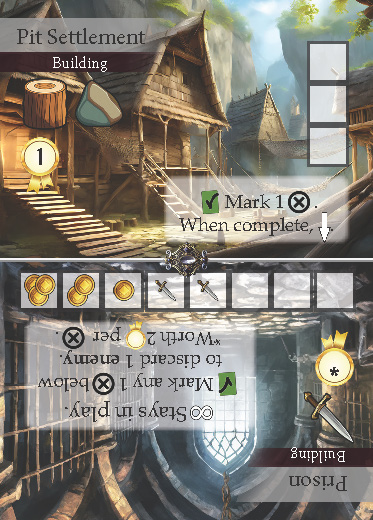 Pit Settlement
Building
1
Mark 1 .
When complete,
Prison
Building
*
Stays in play.
Mark any 1 below
to discard 1 enemy.
*Worth 2 per .